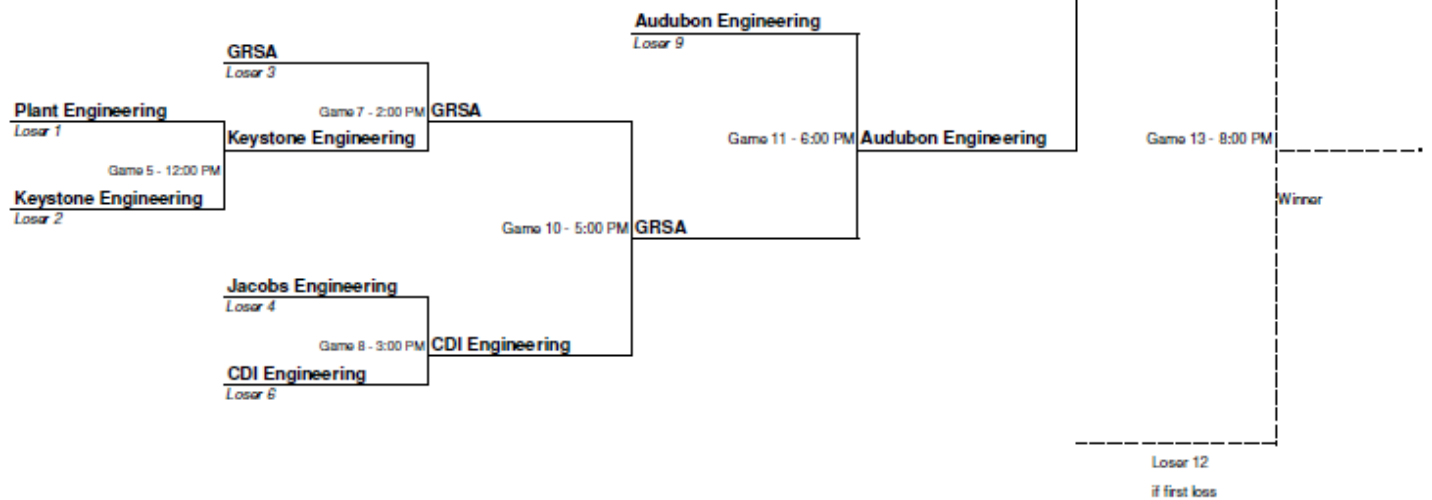 Audubon Engineering
Loser 9
GRSA
Loser 3
Plant Engineering
Loser 1
Game 7 - 2:00 PM
GRSA
Keystone Engineering
Game 11 - 6:00 PM
Audubon Engineering
Game 13 - 8:00 PM
Game 5 - 12:00 PM
Keystone Engineering
Loser 2
Winner
Game 10 - 5:00 PM
GRSA
Jacobs Engineering
Loser 4
Game 8 - 3:00 PM
CDI Engineering
CDI Engineering
Loser 6
Loser 12
if first loss